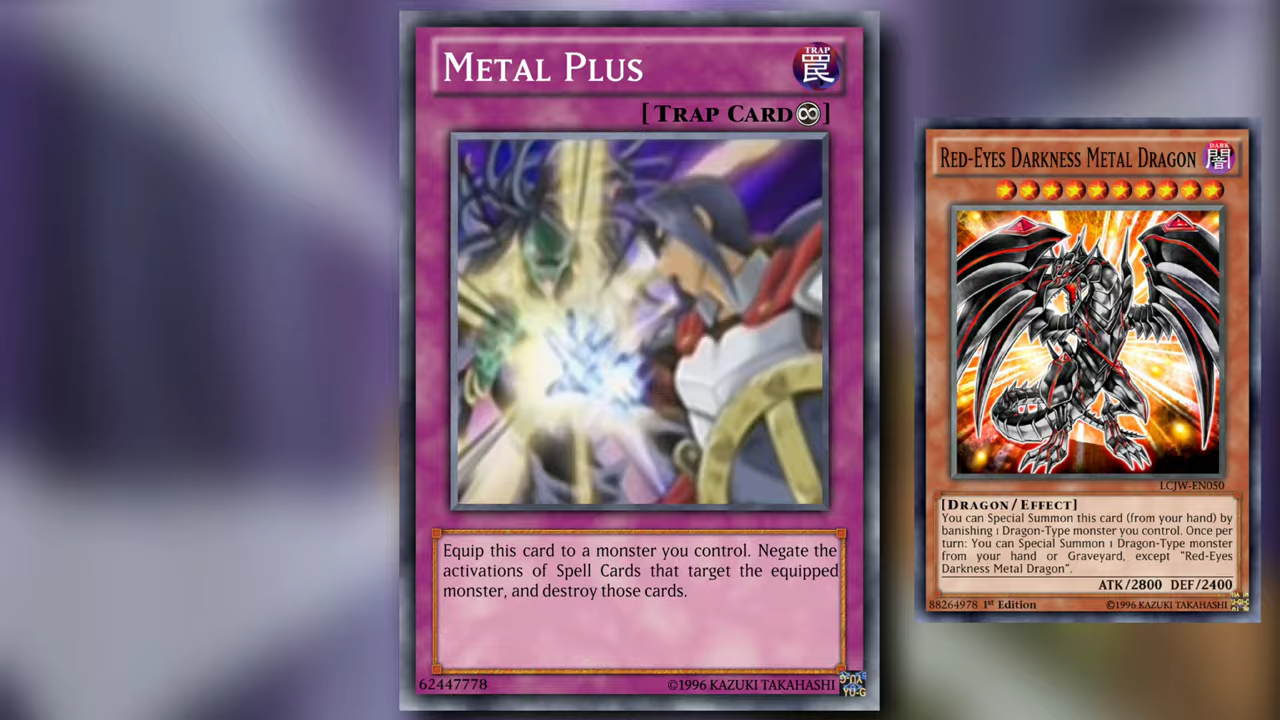 Metal Plus
TRAP
罠
[Trap Card∞]
Equip this card to a monster you control. Negate the
activations of Spell Cards that target the equipped
monster, and destroy those cards.
62447778
©1996 KAZUKI TAKAHASHI
Red-Eyes Darkness Metal Dragon
DARK
闇
LCJW-EN050
[Dragon/Effect]
You can Special Summon this card (from your hand) by
banishing 1 Dragon-Type monster you control. Once per
turn: You can Special Summon 1 Dragon-Type monster
from your hand or Graveyard, except "Red-Eyes
Darkness Metal Dragon".
ATK/2800 DEF/2400
88264978 1st Edition
©1996 KAZUKI TAKAHASHI